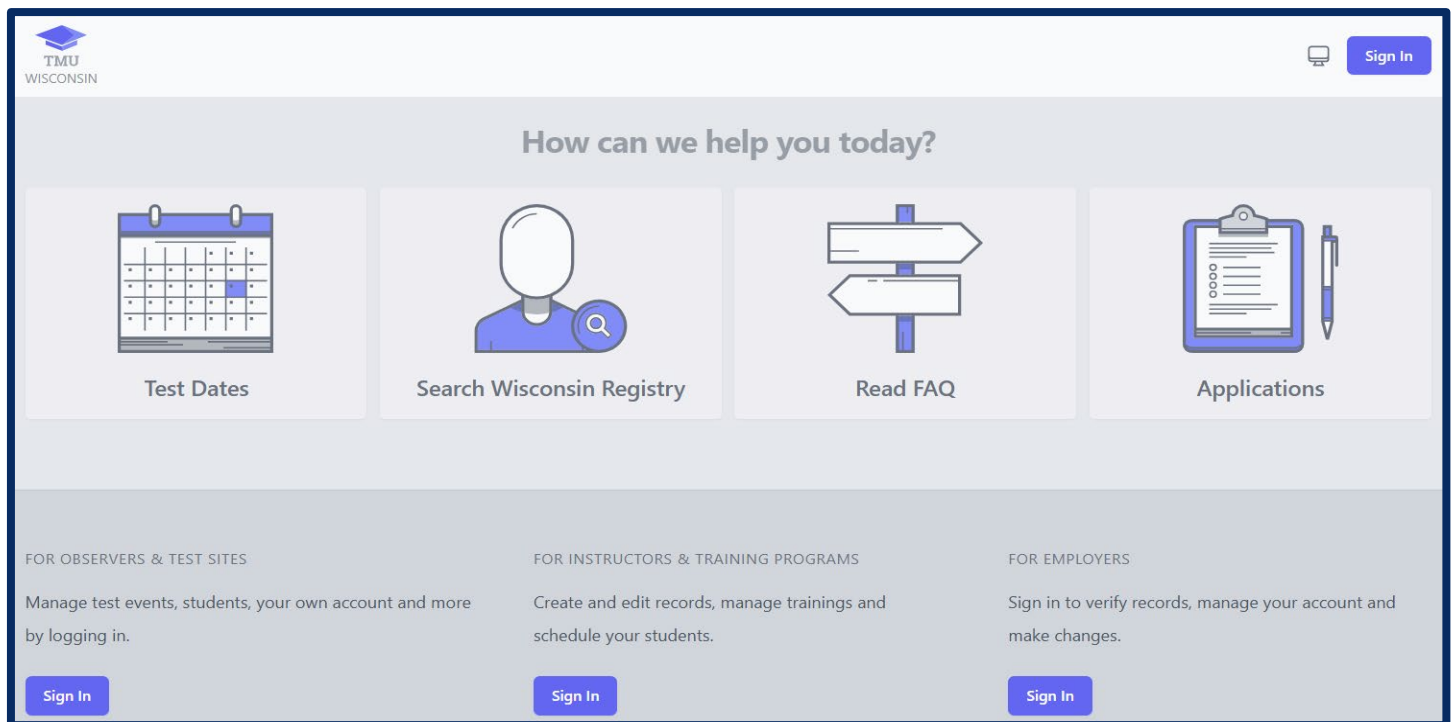 TMU
WISCONSIN
Sign In
How can we help you today?
Test Dates
Search Wisconsin Registry
Read FAQ
Applications
FOR OBSERVERS & TEST SITES
Manage test events, students, your own account and more
by logging in.
Sign In
FOR INSTRUCTORS & TRAINING PROGRAMS
Create and edit records, manage trainings and
schedule your students.
Sign In
FOR EMPLOYERS
Sign in to verify records, manage your account and
make changes.
Sign In